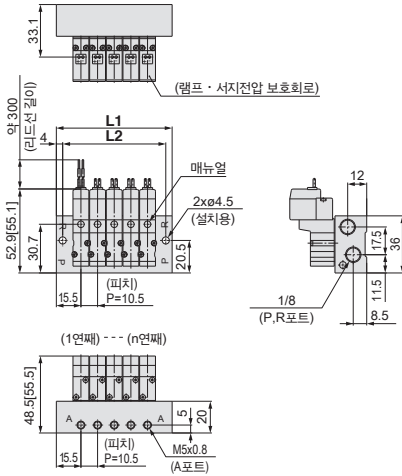 33.1
(램프・서지전압 보호회로)
약 300
(리드선 길이)
L1
4
L2
매뉴얼
2xø4.5
(설치용)
R
R
P
P
52.9[55.1]
30.7
20.5
(피치)
15.5
P=10.5
12
17.5
36
11.5
1/8
(P,R포트)
8.5
(1연째) --- (n연째)
48.5[55.5]
A
A
5
20
(피치)
15.5
P=10.5
M5x0.8
(A포트)